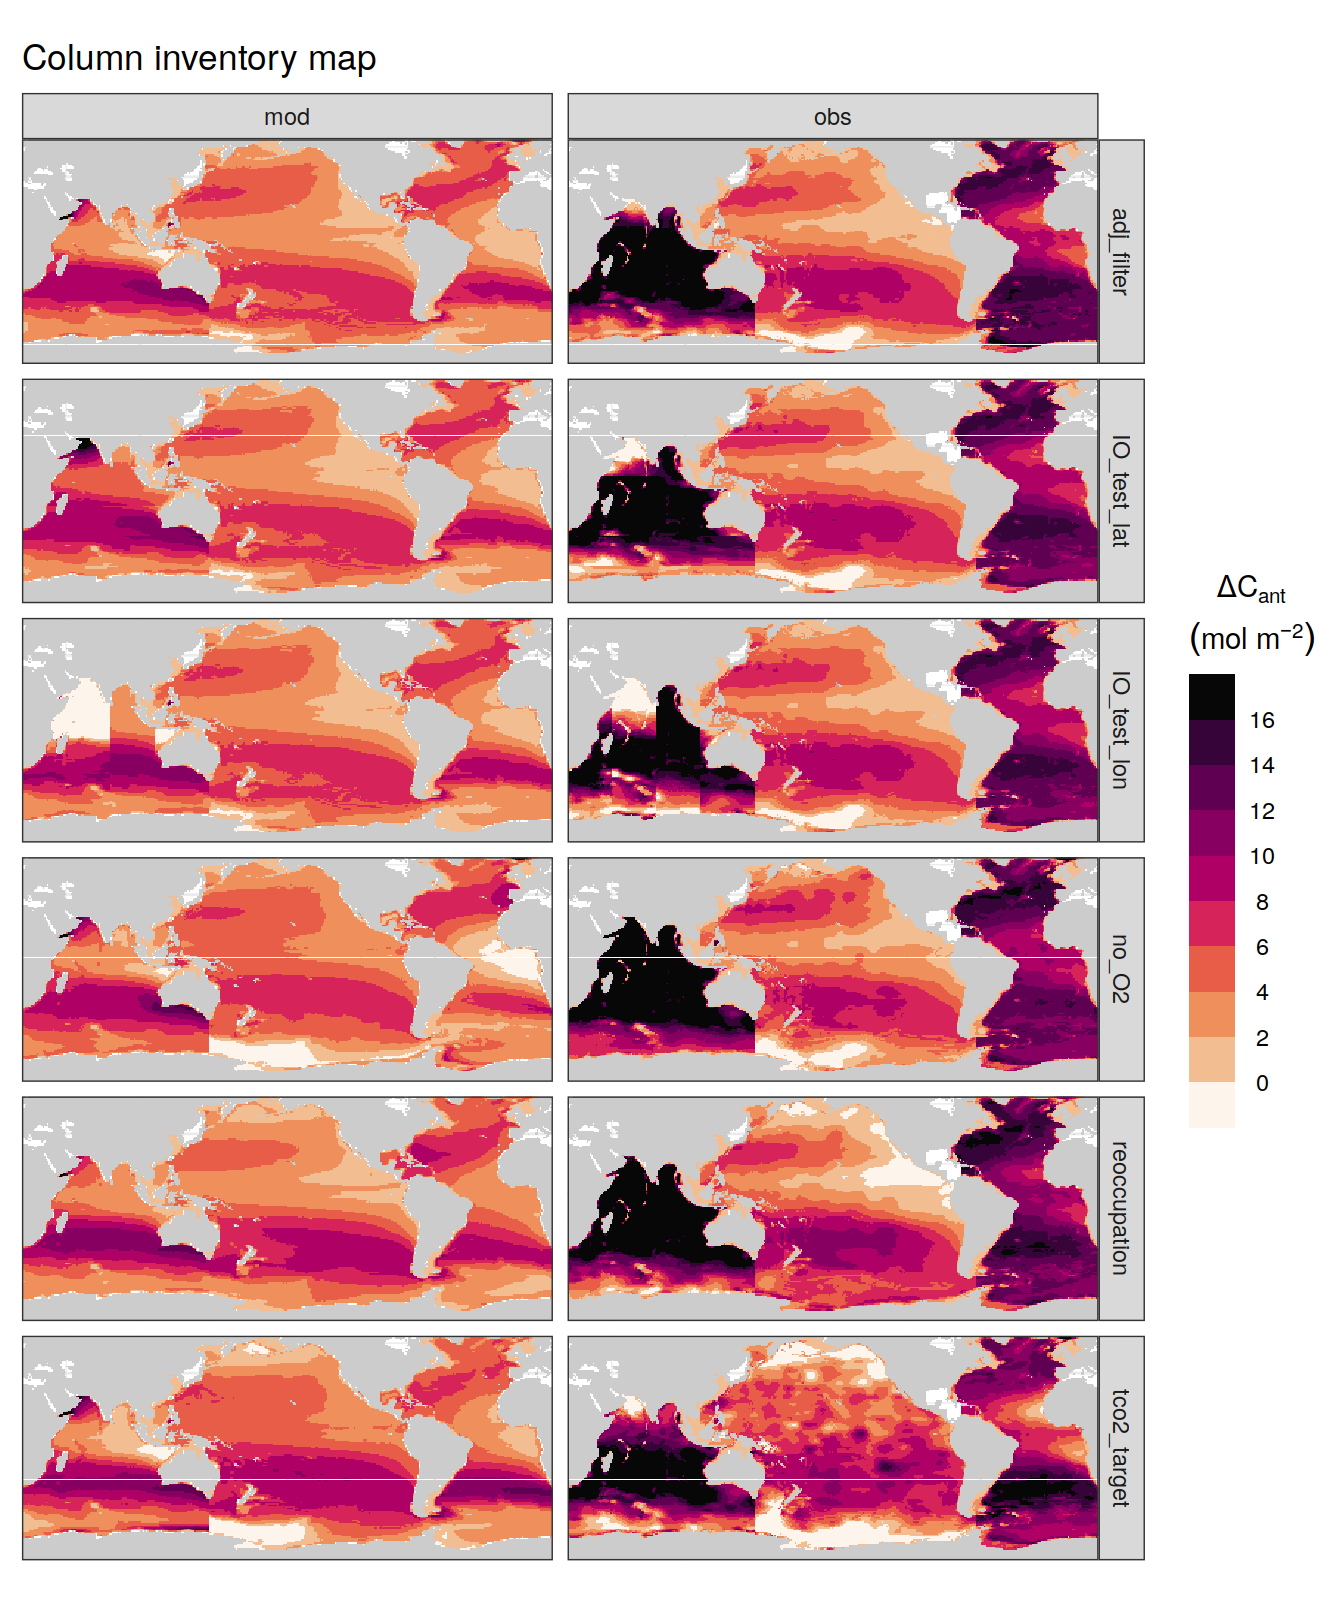 Column inventory map
mod
obs
adj_filter
IO_test_lat
IO_test_lon
no_O2
reoccupation
tco2_target
ΔCant
(mol m−2)
16
14
12
10
8
6
4
2
0